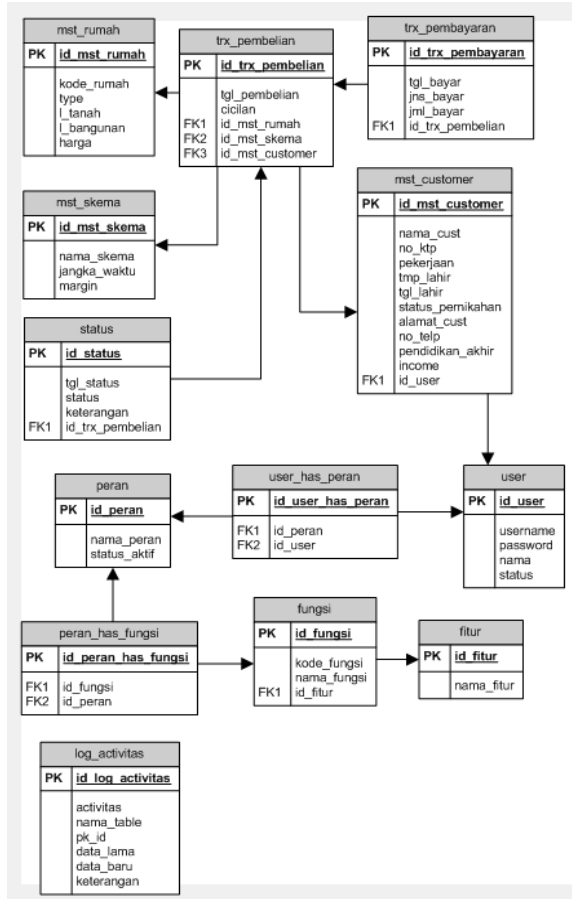 mst_rumah
PK id_mst_rumah
kode_rumah
type
l_tanah
l_bangunan
harga
trx_pembelian
PK id_trx_pembelian
tgl_pembelian
cicilan
FK1 id_mst_rumah
FK2 id_mst_skema
FK3 id_mst_customer
trx_pembayaran
PK id_trx_pembayaran
tgl_bayar
jns_bayar
jml_bayar
FK1 id_trx_pembelian
mst_skema
PK id_mst_skema
nama_skema
jangka_waktu
margin
mst_customer
PK id_mst_customer
nama_cust
no_ktp
pekerjaan
tmp_lahir
tgl_lahir
status_pernikahan
alamat_cust
no_telp
pendidikan_akhir
income
FK1 id_user
status
PK id_status
tgl_status
status
keterangan
FK1 id_trx_pembelian
peran
PK id_peran
nama_peran
status_aktif
user_has_peran
PK id_user_has_peran
FK1 id_peran
FK2 id_user
user
PK id_user
username
password
nama
status
peran_has_fungsi
PK id_peran_has_fungsi
FK1 id_fungsi
FK2 id_peran
fungsi
PK id_fungsi
kode_fungsi
nama_fungsi
FK1 id_fitur
fitur
PK id_fitur
nama_fitur
log_activitas
PK id_log_activitas
activitas
nama_table
pk_id
data_lama
data_baru
keterangan